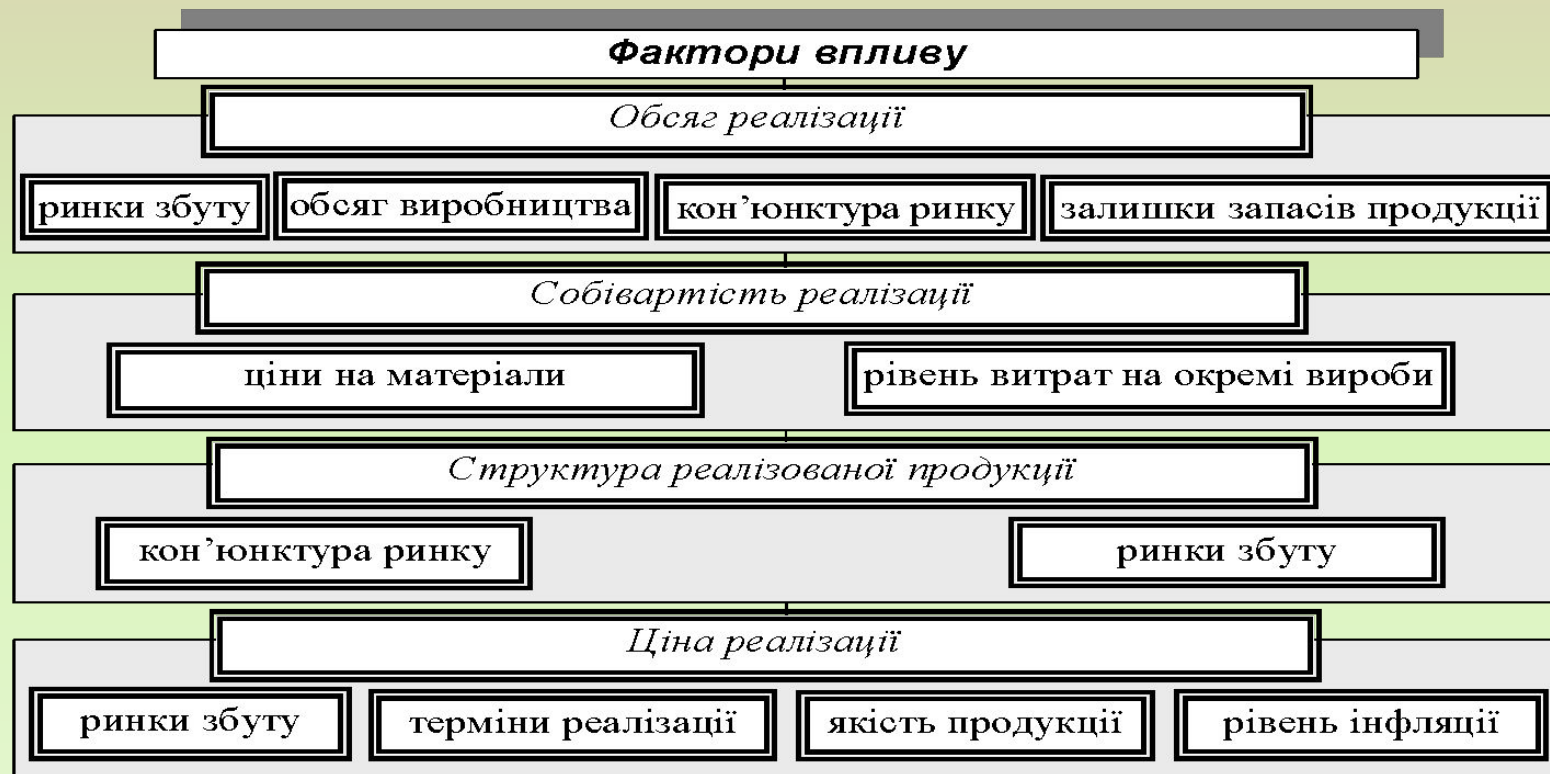 Фактори впливу
Обсяг реалізації
ринки збуту обсяг виробництва кон’юнктура ринку залишки запасів продукції
Собівартість реалізації
ціни на матеріали рівень витрат на окремі вироби
Структура реалізованої продукції
кон’юнктура ринку ринки збуту
Ціна реалізації
ринки збуту терміни реалізації якість продукції рівень інфляції